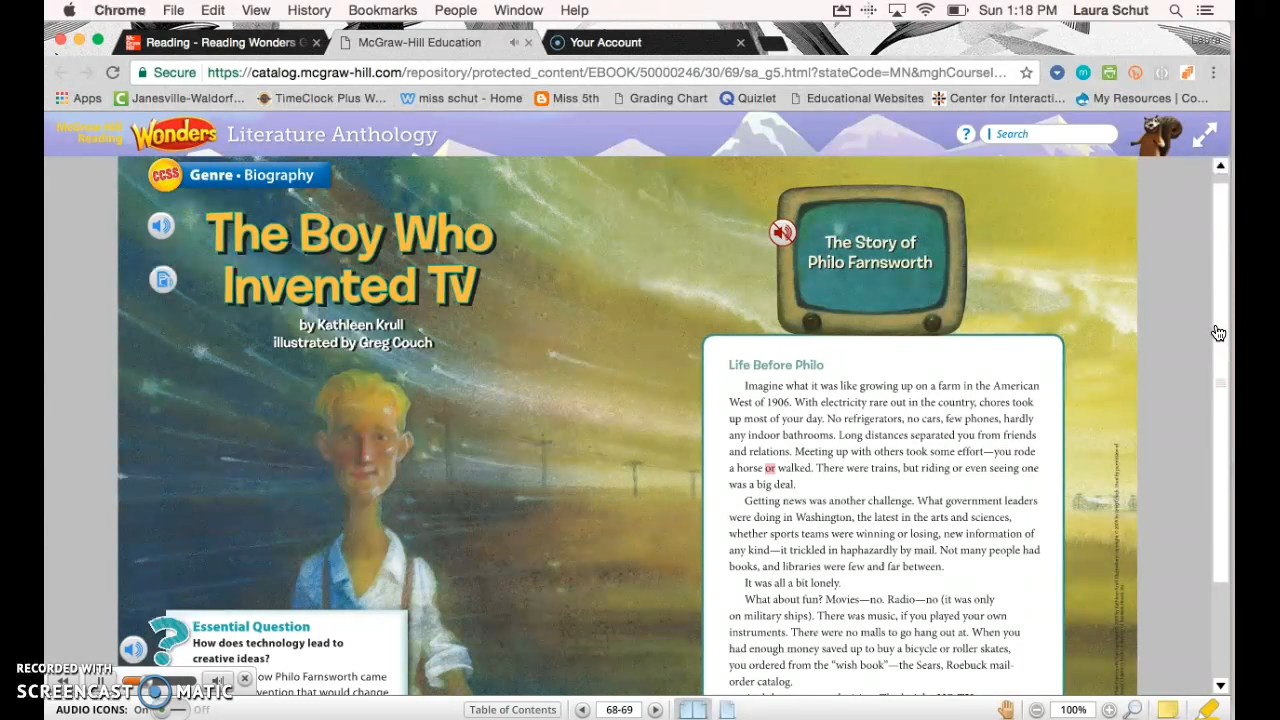 Chrome File Edit View History Bookmarks People Window Help Sun 1:18 PM Laura Schut
Reading - Reading Wonders McGraw-Hill Education Your Account Laura
Secure https://catalog.mcgraw-hill.com/repository/protected_content/EBOOK/50000246/30/69/sa_g5.html?stateCode=MN&mghCoursel...
Apps Janesville-Waldorf... TimeClock Plus W... miss schut - Home Miss 5th Grading Chart Quizlet Educational Websites Center for Interacti... My Resources | Co...
McGraw-Hill
Reading
Wonders Literature Anthology ? Search
CCSS Genre • Biography
The Boy Who
Invented TV
by Kathleen Krull
illustrated by Greg Couch
Essential Question
How does technology lead to
creative ideas?
ow Philo Farnsworth came
vention that would change
The Story of
Philo Farnsworth
Life Before Philo
Imagine what it was like growing up on a farm in the American
West of 1906. With electricity rare out in the country, chores took
up most of your day. No refrigerators, no cars, few phones, hardly
any indoor bathrooms. Long distances separated you from friends
and relations. Meeting up with others took some effort—you rode
a horse or walked. There were trains, but riding or even seeing one
was a big deal.
Getting news was another challenge. What government leaders
were doing in Washington, the latest in the arts and sciences,
whether sports teams were winning or losing, new information of
any kind—it trickled in haphazardly by mail. Not many people had
books, and libraries were few and far between.
It was all a bit lonely.
What about fun? Movies—no. Radio—no (it was only
on military ships). There was music, if you played your own
instruments. There were no malls to go hang out at. When you
had enough money saved up to buy a bicycle or roller skates,
you ordered from the “wish book”—the Sears, Roebuck mail-
order catalog.
RECORDED WITH
SCREENCAST MATIC
AUDIO ICONS: On Off Table of Contents 68-69 100%